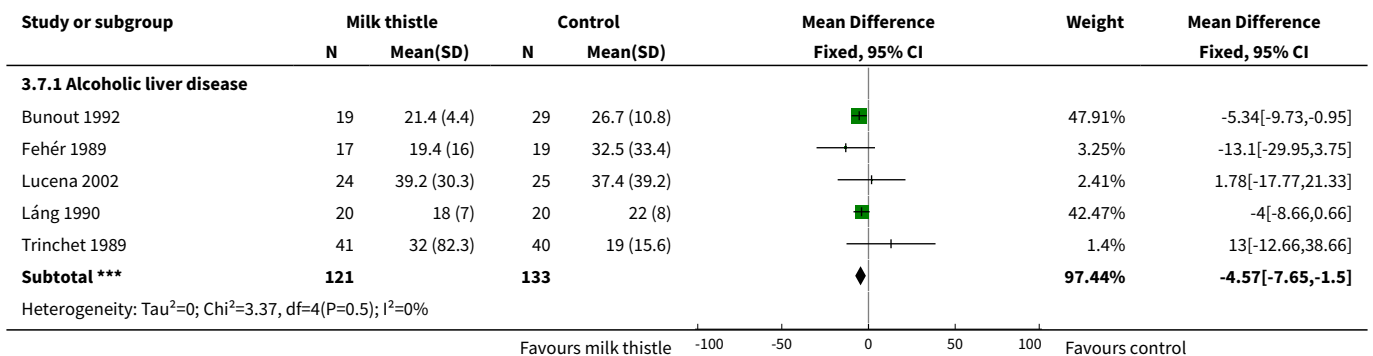 Study or subgroup Milk thistle Control Mean Difference Weight Mean Difference
N Mean(SD) N Mean(SD) Fixed, 95% CI Fixed, 95% CI
3.7.1 Alcoholic liver disease
Bunout 1992 19 21.4 (4.4) 29 26.7 (10.8) 47.91% -5.34[-9.73,-0.95]
Fehér 1989 17 19.4 (16) 19 32.5 (33.4) 3.25% -13.1[-29.95,3.75]
Lucena 2002 24 39.2 (30.3) 25 37.4 (39.2) 2.41% 1.78[-17.77,21.33]
Láng 1990 20 18 (7) 20 22 (8) 42.47% -4[-8.66,0.66]
Trinchet 1989 41 32 (82.3) 40 19 (15.6) 1.4% 13[-12.66,38.66]
Subtotal *** 121 133 97.44% -4.57[-7.65,-1.5]
Heterogeneity: Tau²=0; Chi²=3.37, df=4(P=0.5); I²=0%
Favours milk thistle -100 -50 0 50 100 Favours control